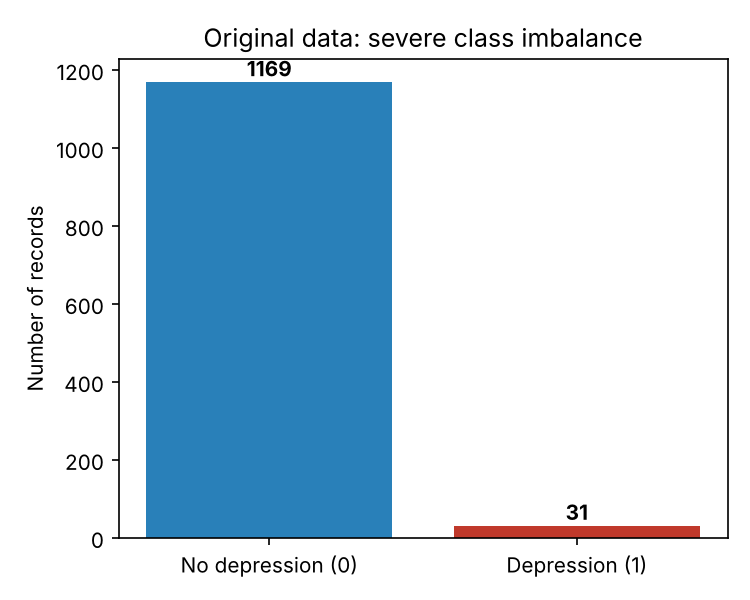 Original data: severe class imbalance
1200
1169
1000
800
600
400
200
0
31
Number of records
No depression (0)
Depression (1)